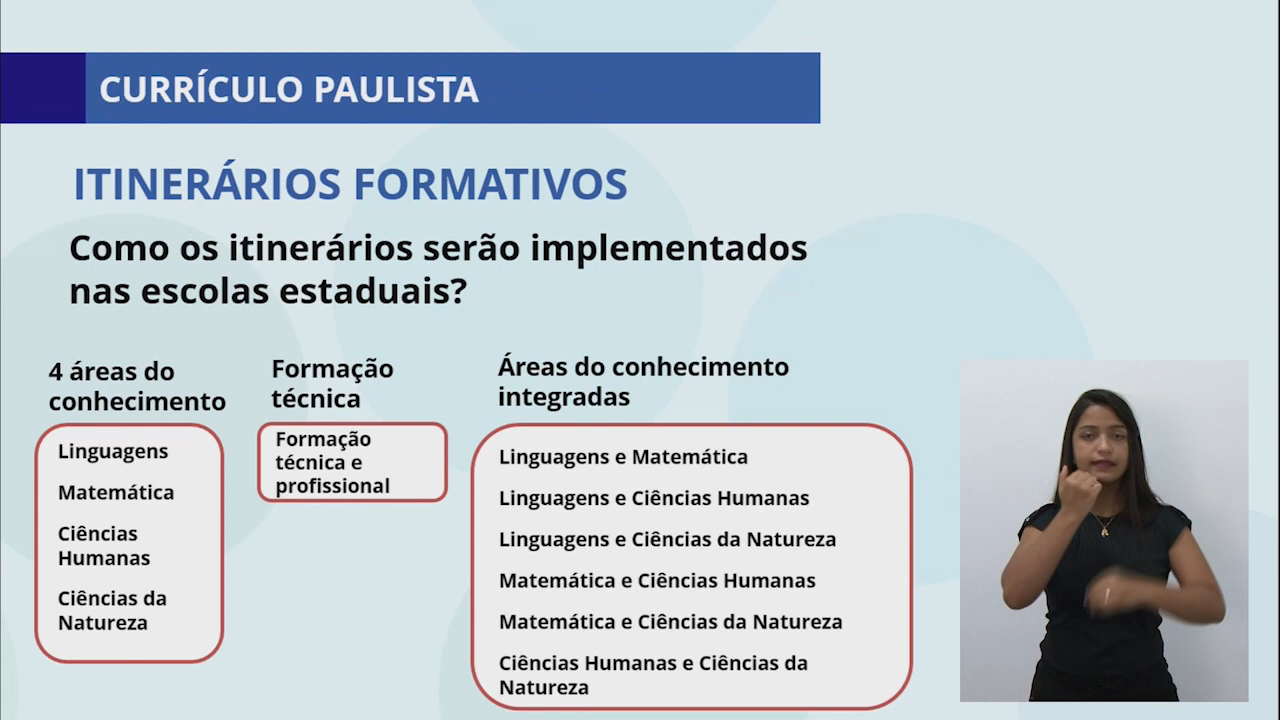 CURRÍCULO PAULISTA
ITINERÁRIOS FORMATIVOS
Como os itinerários serão implementados
nas escolas estaduais?
4 áreas do
conhecimento
Linguagens
Matemática
Ciências
Humanas
Ciências da
Natureza
Formação
técnica
Formação
técnica e
profissional
Áreas do conhecimento
integradas
Linguagens e Matemática
Linguagens e Ciências Humanas
Linguagens e Ciências da Natureza
Matemática e Ciências Humanas
Matemática e Ciências da Natureza
Ciências Humanas e Ciências da
Natureza